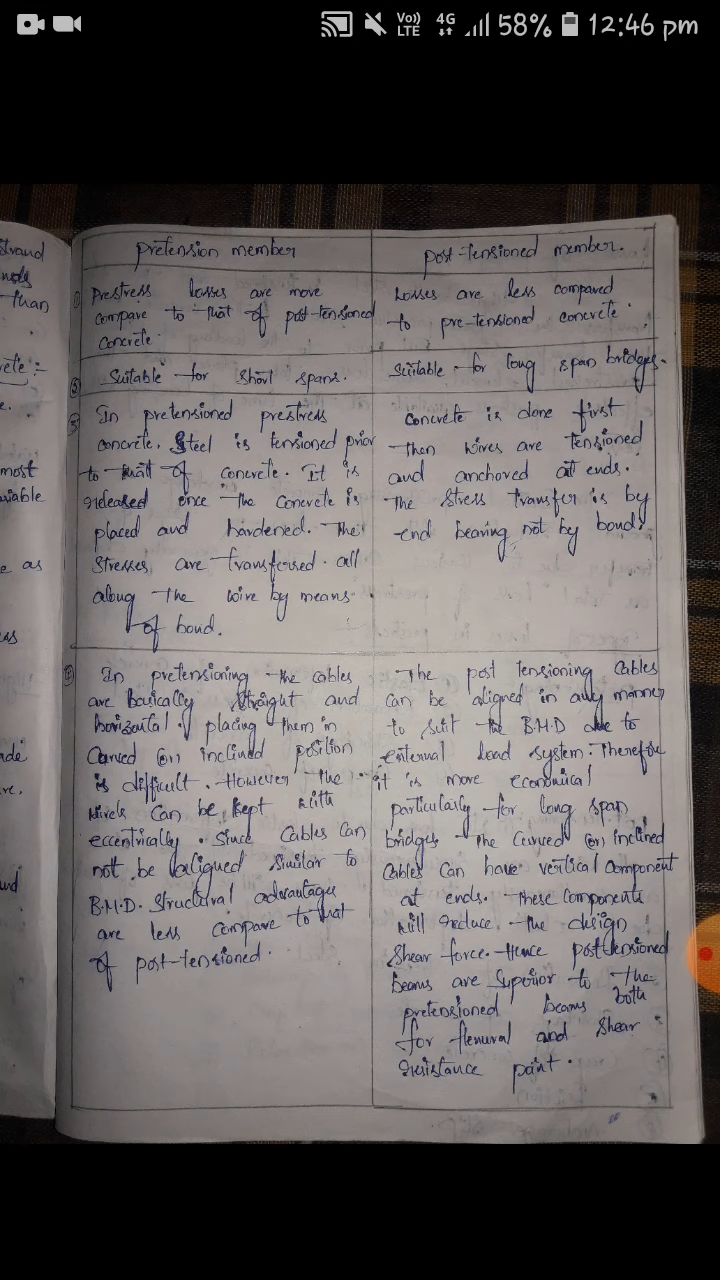 Vo)) LTE 4G 58% 12:46 pm
pretension member
post-tensioned member.
strand
than
Prestress losses are more
compare to that of post-tensioned
concrete.
Losses are less compared
to pre-tensioned concrete.
Suitable for short spans.
Suitable for long span bridges.
In pretensioned prestress
concrete, Steel is tensioned prior
to that of concrete. It is
released once the concrete is
placed and hardened. The
stresses are transfered all
along the wire by means
of bond.
Concrete is done first
then wires are tensioned
and anchored at ends.
The stress transfer is by
end bearing not by bond.
most
as
In pretensioning the cables
are basically straight and
horizontal. placing them in
curved (or) inclined position
is difficult. However the
can be kept with
eccentrically. Since Cables can
not be aligned similar to
B.M.D. Structural advantages
are less compare to that
of post-tensioned.
The post tensioning cables
can be aligned in any manner
to suit the B.M.D due to
external load system. Therefore
it is more economical
particularly for long span
bridges the curved (or) inclined
cables can have vertical component
at ends. These components
will reduce the design
Shear force. Hence post tensioned
beams are superior to the
pretensioned beams both
for flexural and shear
resistance point.